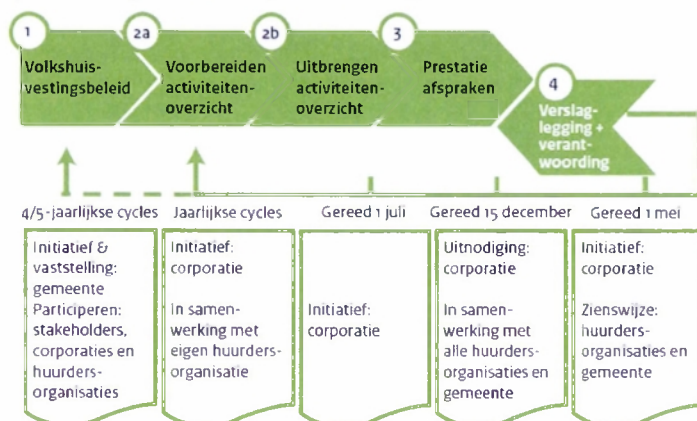 1
Volkshuis-
vestingsbeleid
2a
Voorbereiden
activiteiten-
overzicht
2b
Uitbrengen
activiteiten-
overzicht
3
Prestatie
afspraken
4
Verslag-
legging +
verant-
woording
4/5-jaarlijkse cycles
Initiatief &
vaststelling:
gemeente
Participeren:
stakeholders,
corporaties en
huurders-
organisaties
Jaarlijkse cycles
Initiatief:
corporatie
In samen-
werking met
eigen huurders-
organisatie
Gereed 1 juli
Initiatief:
corporatie
Gereed 15 december
Uitnodiging:
corporatie
In samen-
werking met
alle huurders-
organisaties en
gemeente
Gereed 1 mei
Initiatief:
corporatie
Zienswijze:
huurders-
organisaties en
gemeente